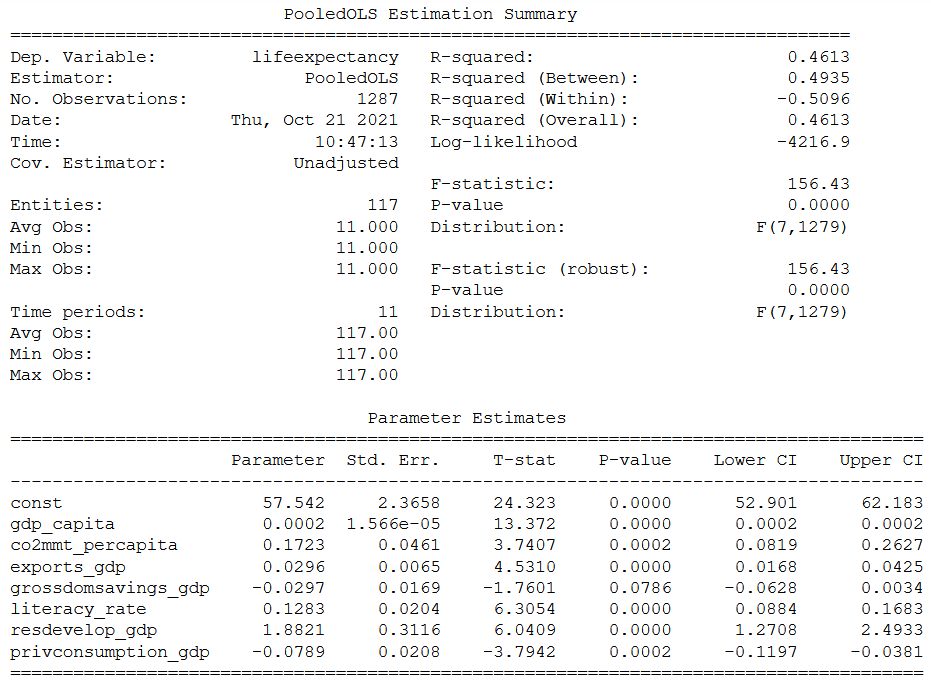 PooledOLS Estimation Summary
================================================================================
Dep. Variable: lifeexpectancy R-squared: 0.4613
Estimator: PooledOLS R-squared (Between): 0.4935
No. Observations: 1287 R-squared (Within): -0.5096
Date: Thu, Oct 21 2021 R-squared (Overall): 0.4613
Time: 10:47:13 Log-likelihood -4216.9
Cov. Estimator: Unadjusted
F-statistic: 156.43
Entities: 117 P-value 0.0000
Avg Obs: 11.000 Distribution: F(7,1279)
Min Obs: 11.000
Max Obs: 11.000 F-statistic (robust): 156.43
P-value 0.0000
Time periods: 11 Distribution: F(7,1279)
Avg Obs: 117.00
Min Obs: 117.00
Max Obs: 117.00
Parameter Estimates
=======================================================================================
Parameter Std. Err. T-stat P-value Lower CI Upper CI
---------------------------------------------------------------------------------------
const 57.542 2.3658 24.323 0.0000 52.901 62.183
gdp_capita 0.0002 1.566e-05 13.372 0.0000 0.0002 0.0002
co2mmt_percapita 0.1723 0.0461 3.7407 0.0002 0.0819 0.2627
exports_gdp 0.0296 0.0065 4.5310 0.0000 0.0168 0.0425
grossdomsavings_gdp -0.0297 0.0169 -1.7601 0.0786 -0.0628 0.0034
literacy_rate 0.1283 0.0204 6.3054 0.0000 0.0884 0.1683
resdevelop_gdp 1.8821 0.3116 6.0409 0.0000 1.2708 2.4933
privconsumption_gdp -0.0789 0.0208 -3.7942 0.0002 -0.1197 -0.0381
=======================================================================================